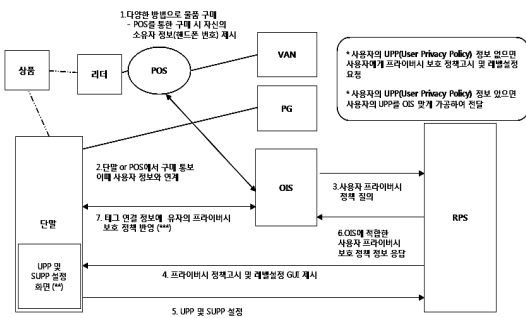 1.다양한 방법으로 물품 구매
- POS를 통한 구매 시 자신의
소유자 정보(핸드폰 번호) 제시
상품
리더
POS
VAN
PG
* 사용자의 UPP(User Privacy Policy) 정보 없으면
사용자에게 프라이버시 보호 정책고시 및 레벨설정
요청
* 사용자의 UPP(User Privacy Policy) 정보 있으면
사용자의 UPP를 OIS 맞게 가공하여 전달
2.단말 or POS에서 구매 통보
이때 사용자 정보와 연계
OIS
3.사용자 프라이버시
정책 질의
단말
7. 태그 연결 정보에 유자의 프라이버시
보호 정책 반영 (***)
RPS
6.OIS에 적합한
사용자 프라이버시
보호 정책 정보 응답
UPP 및
SUPP 설정
화면 (**)
4. 프라이버시 정책고시 및 레벨설정 GUI 제시
5. UPP 및 SUPP 설정